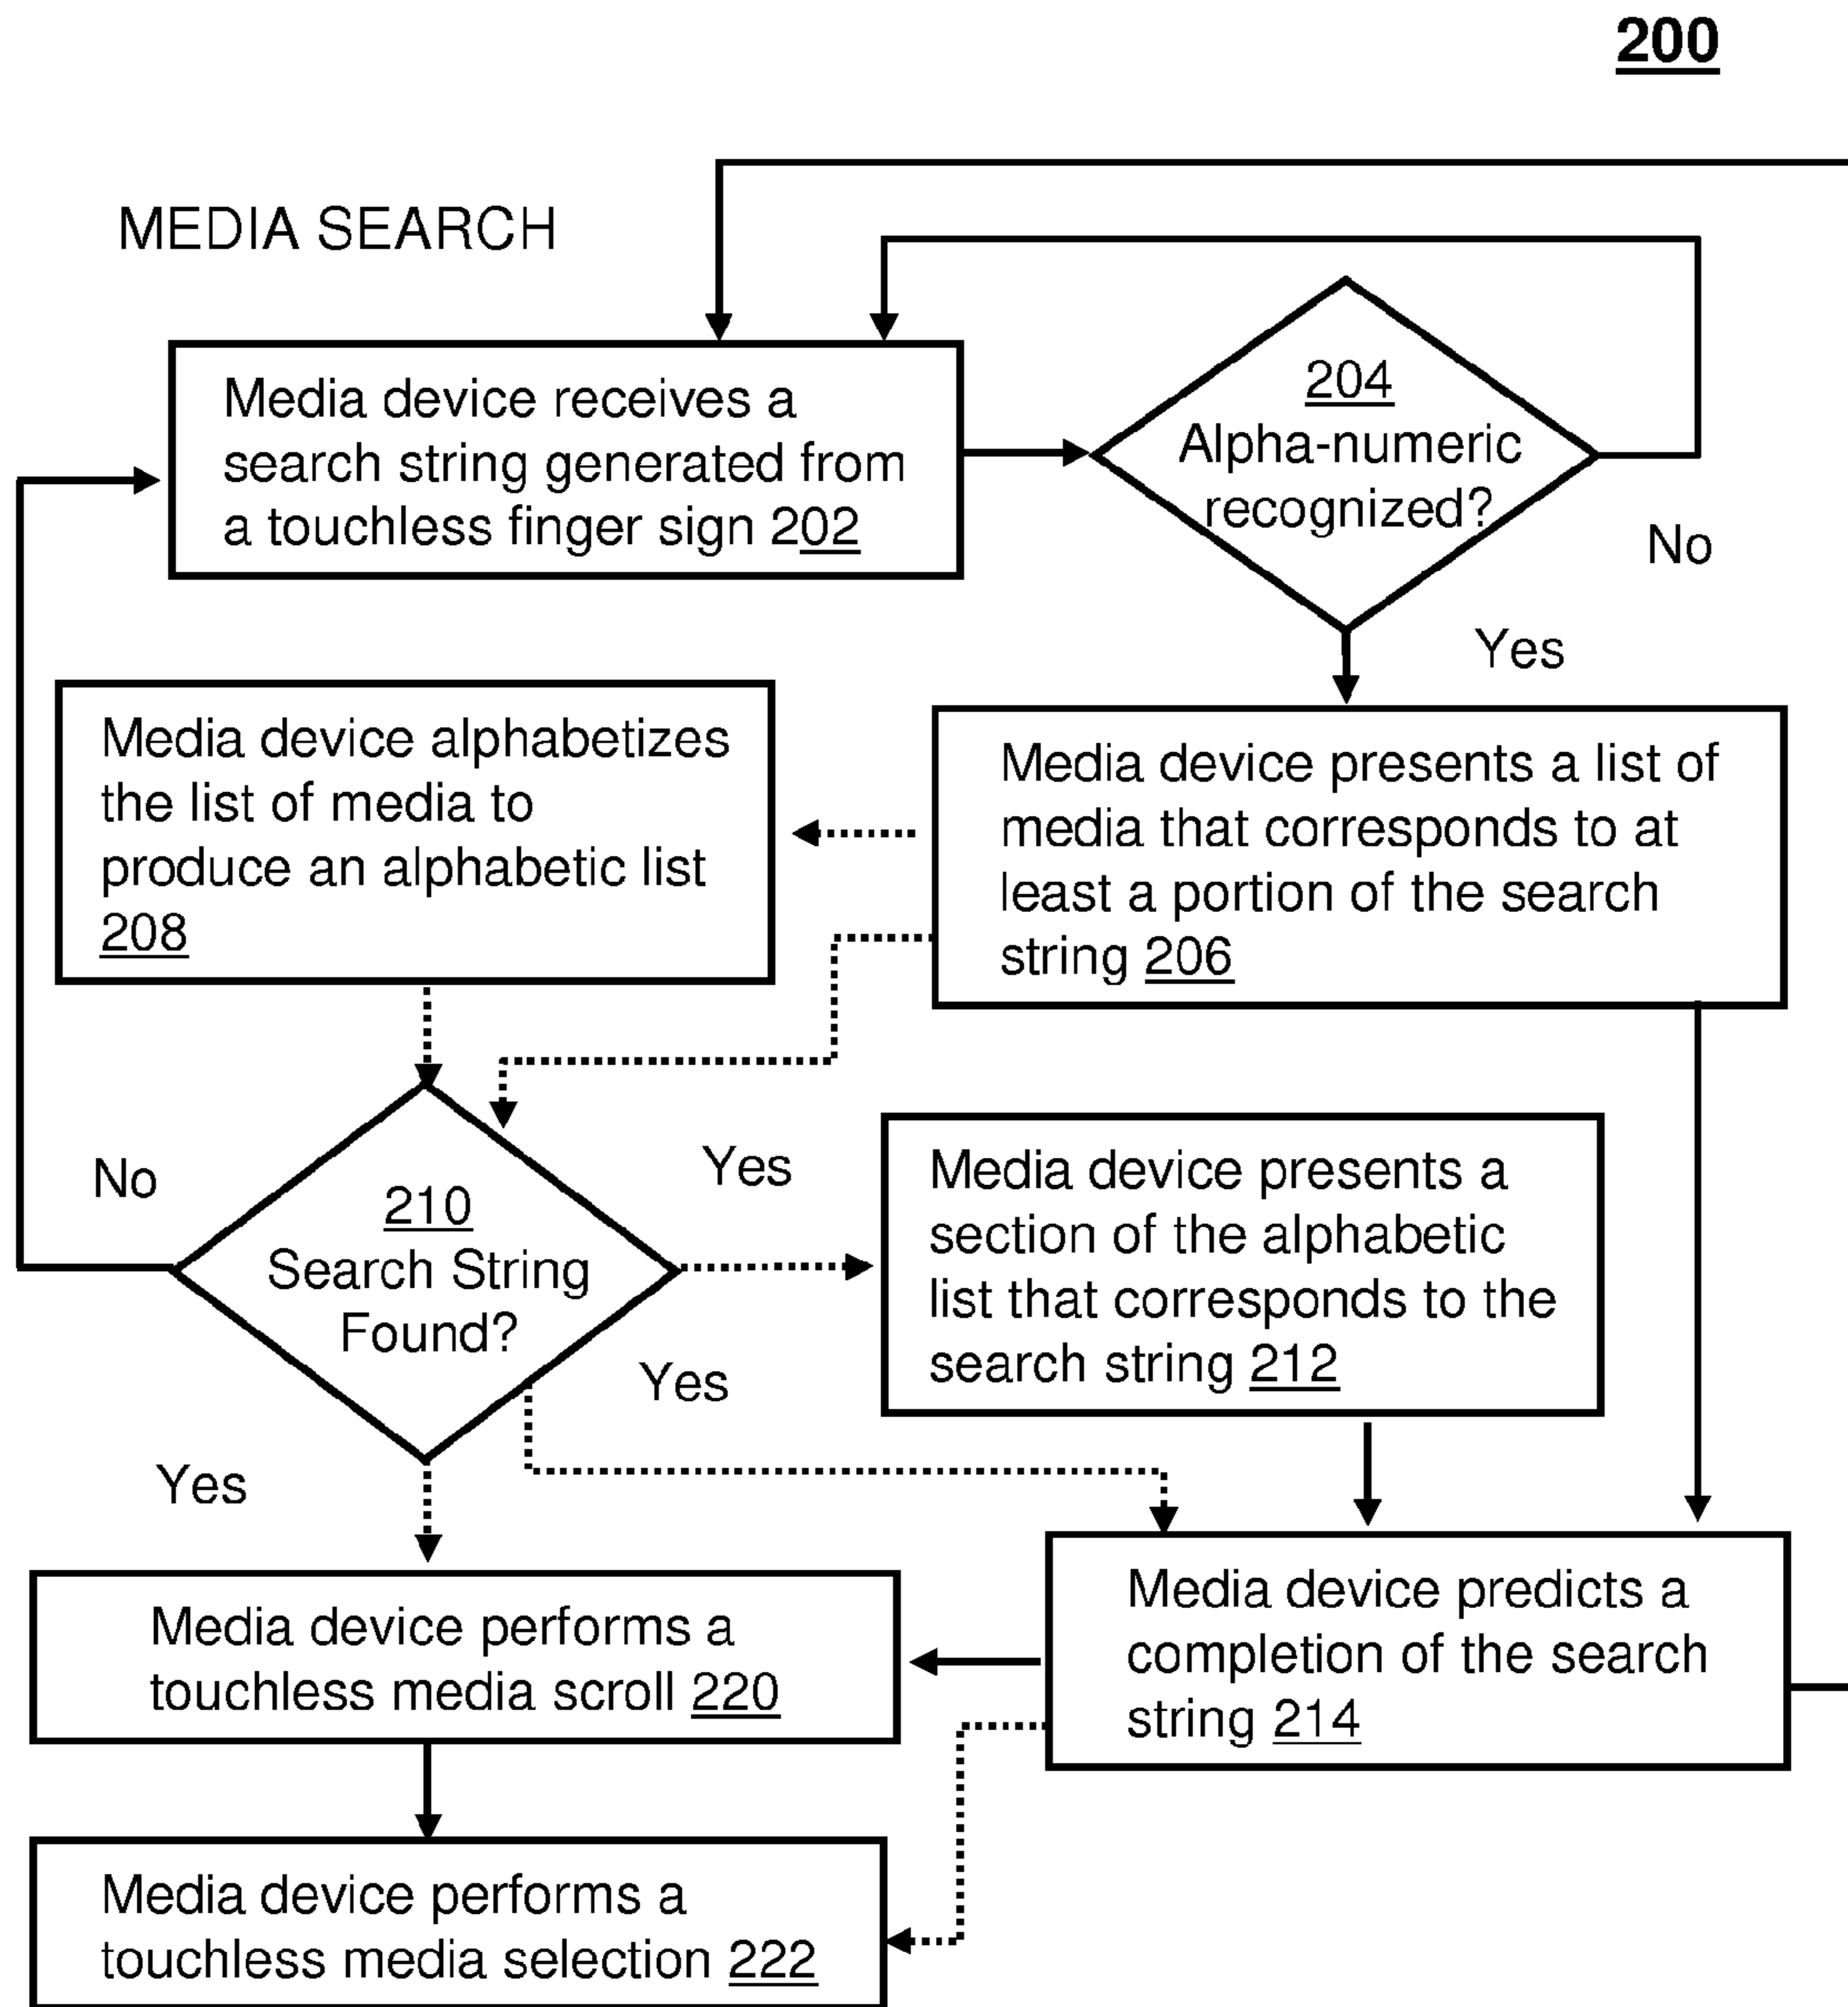 200
MEDIA SEARCH
Media device receives a
search string generated from
a touchless finger sign 202
204
Alpha-numeric
recognized?
No
Yes
Media device alphabetizes
the list of media to
produce an alphabetic list
208
Media device presents a list of
media that corresponds to at
least a portion of the search
string 206
No
210
Search String
Found?
Yes
Media device presents a
section of the alphabetic
list that corresponds to the
search string 212
Yes
Yes
Media device performs a
touchless media scroll 220
Media device predicts a
completion of the search
string 214
Media device performs a
touchless media selection 222